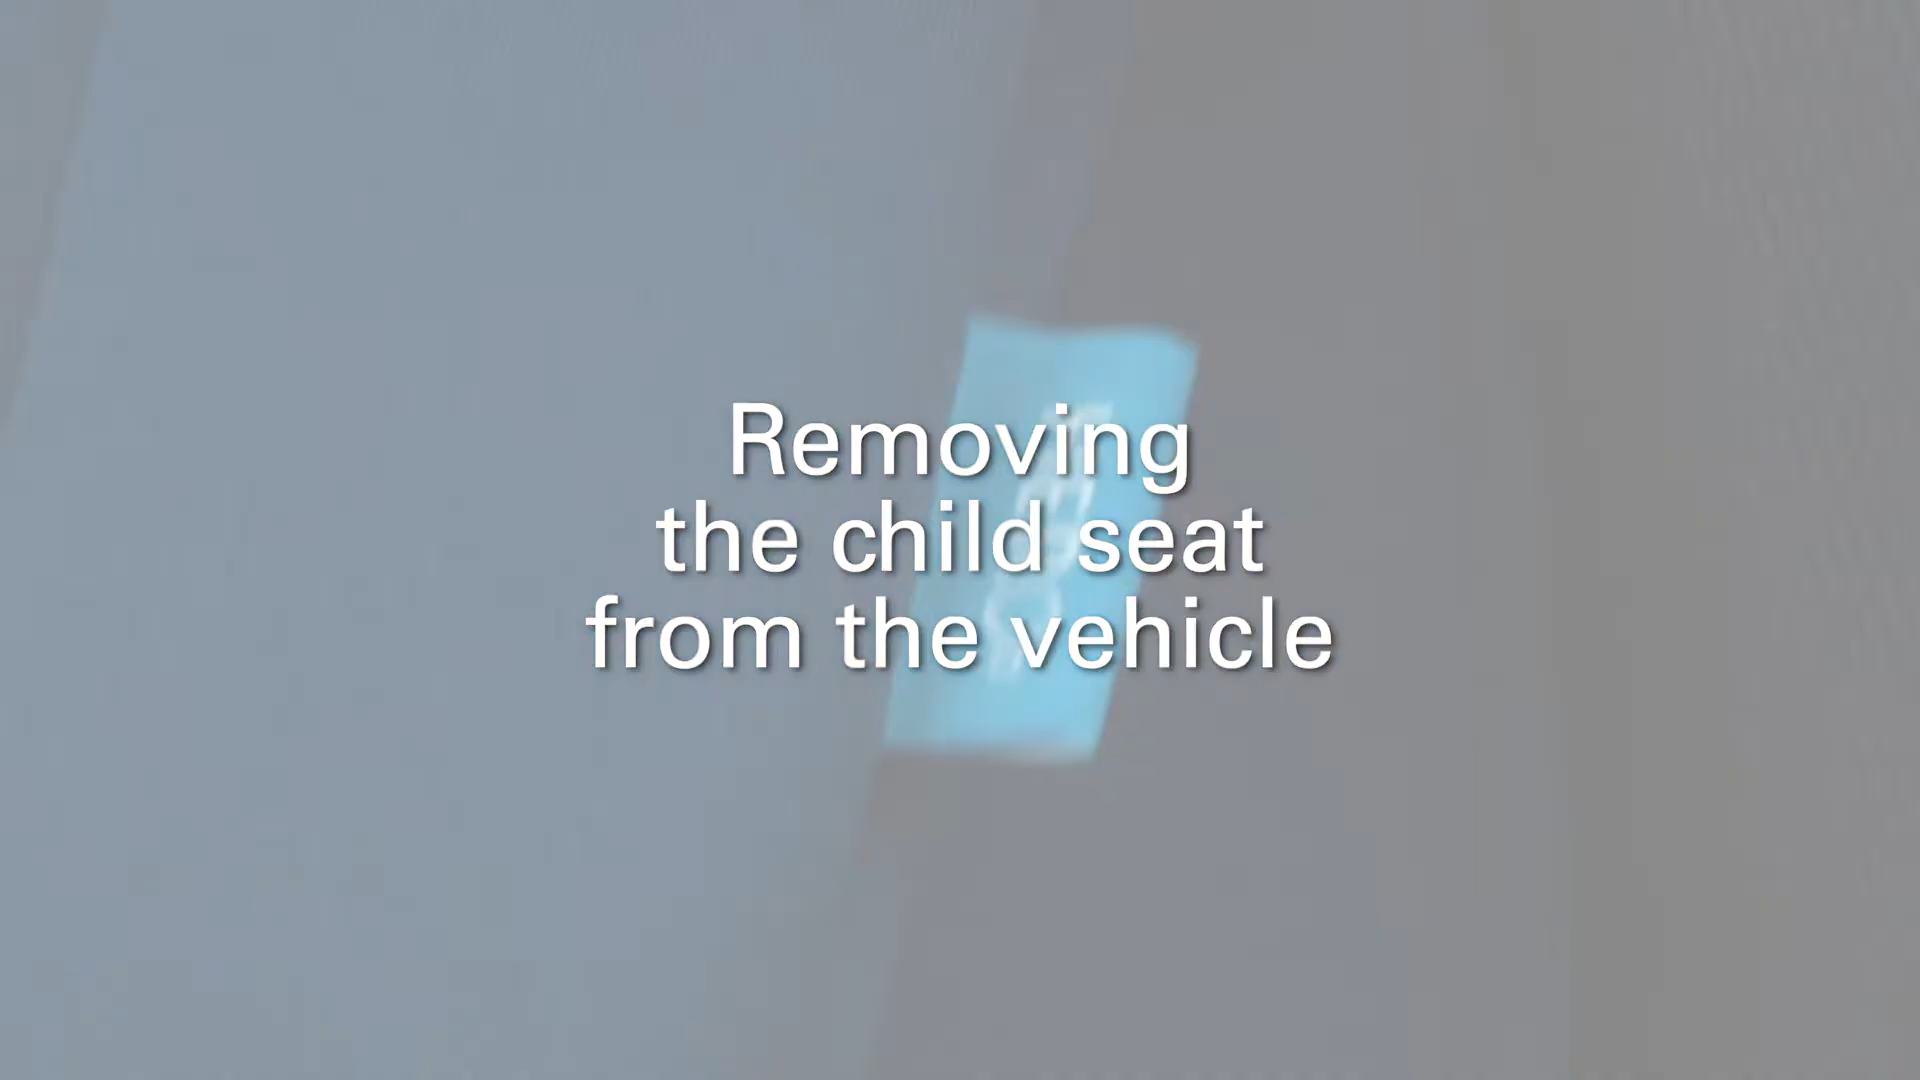 Removing
the child seat
from the vehicle